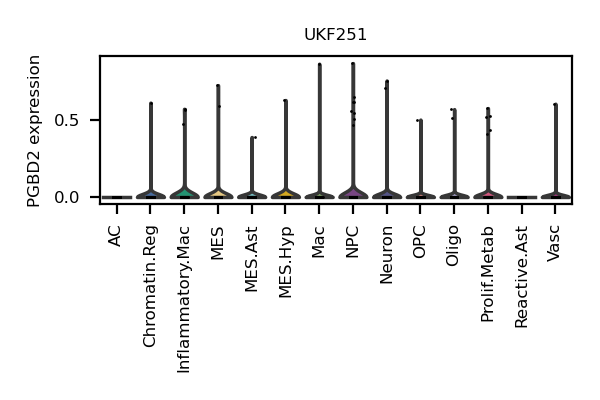 UKF251
PGBD2 expression
0.5
0.0
AC
Chromatin.Reg
Inflammatory.Mac
MES
MES.Ast
MES.Hyp
Mac
NPC
Neuron
OPC
Oligo
Prolif.Metab
Reactive.Ast
Vasc